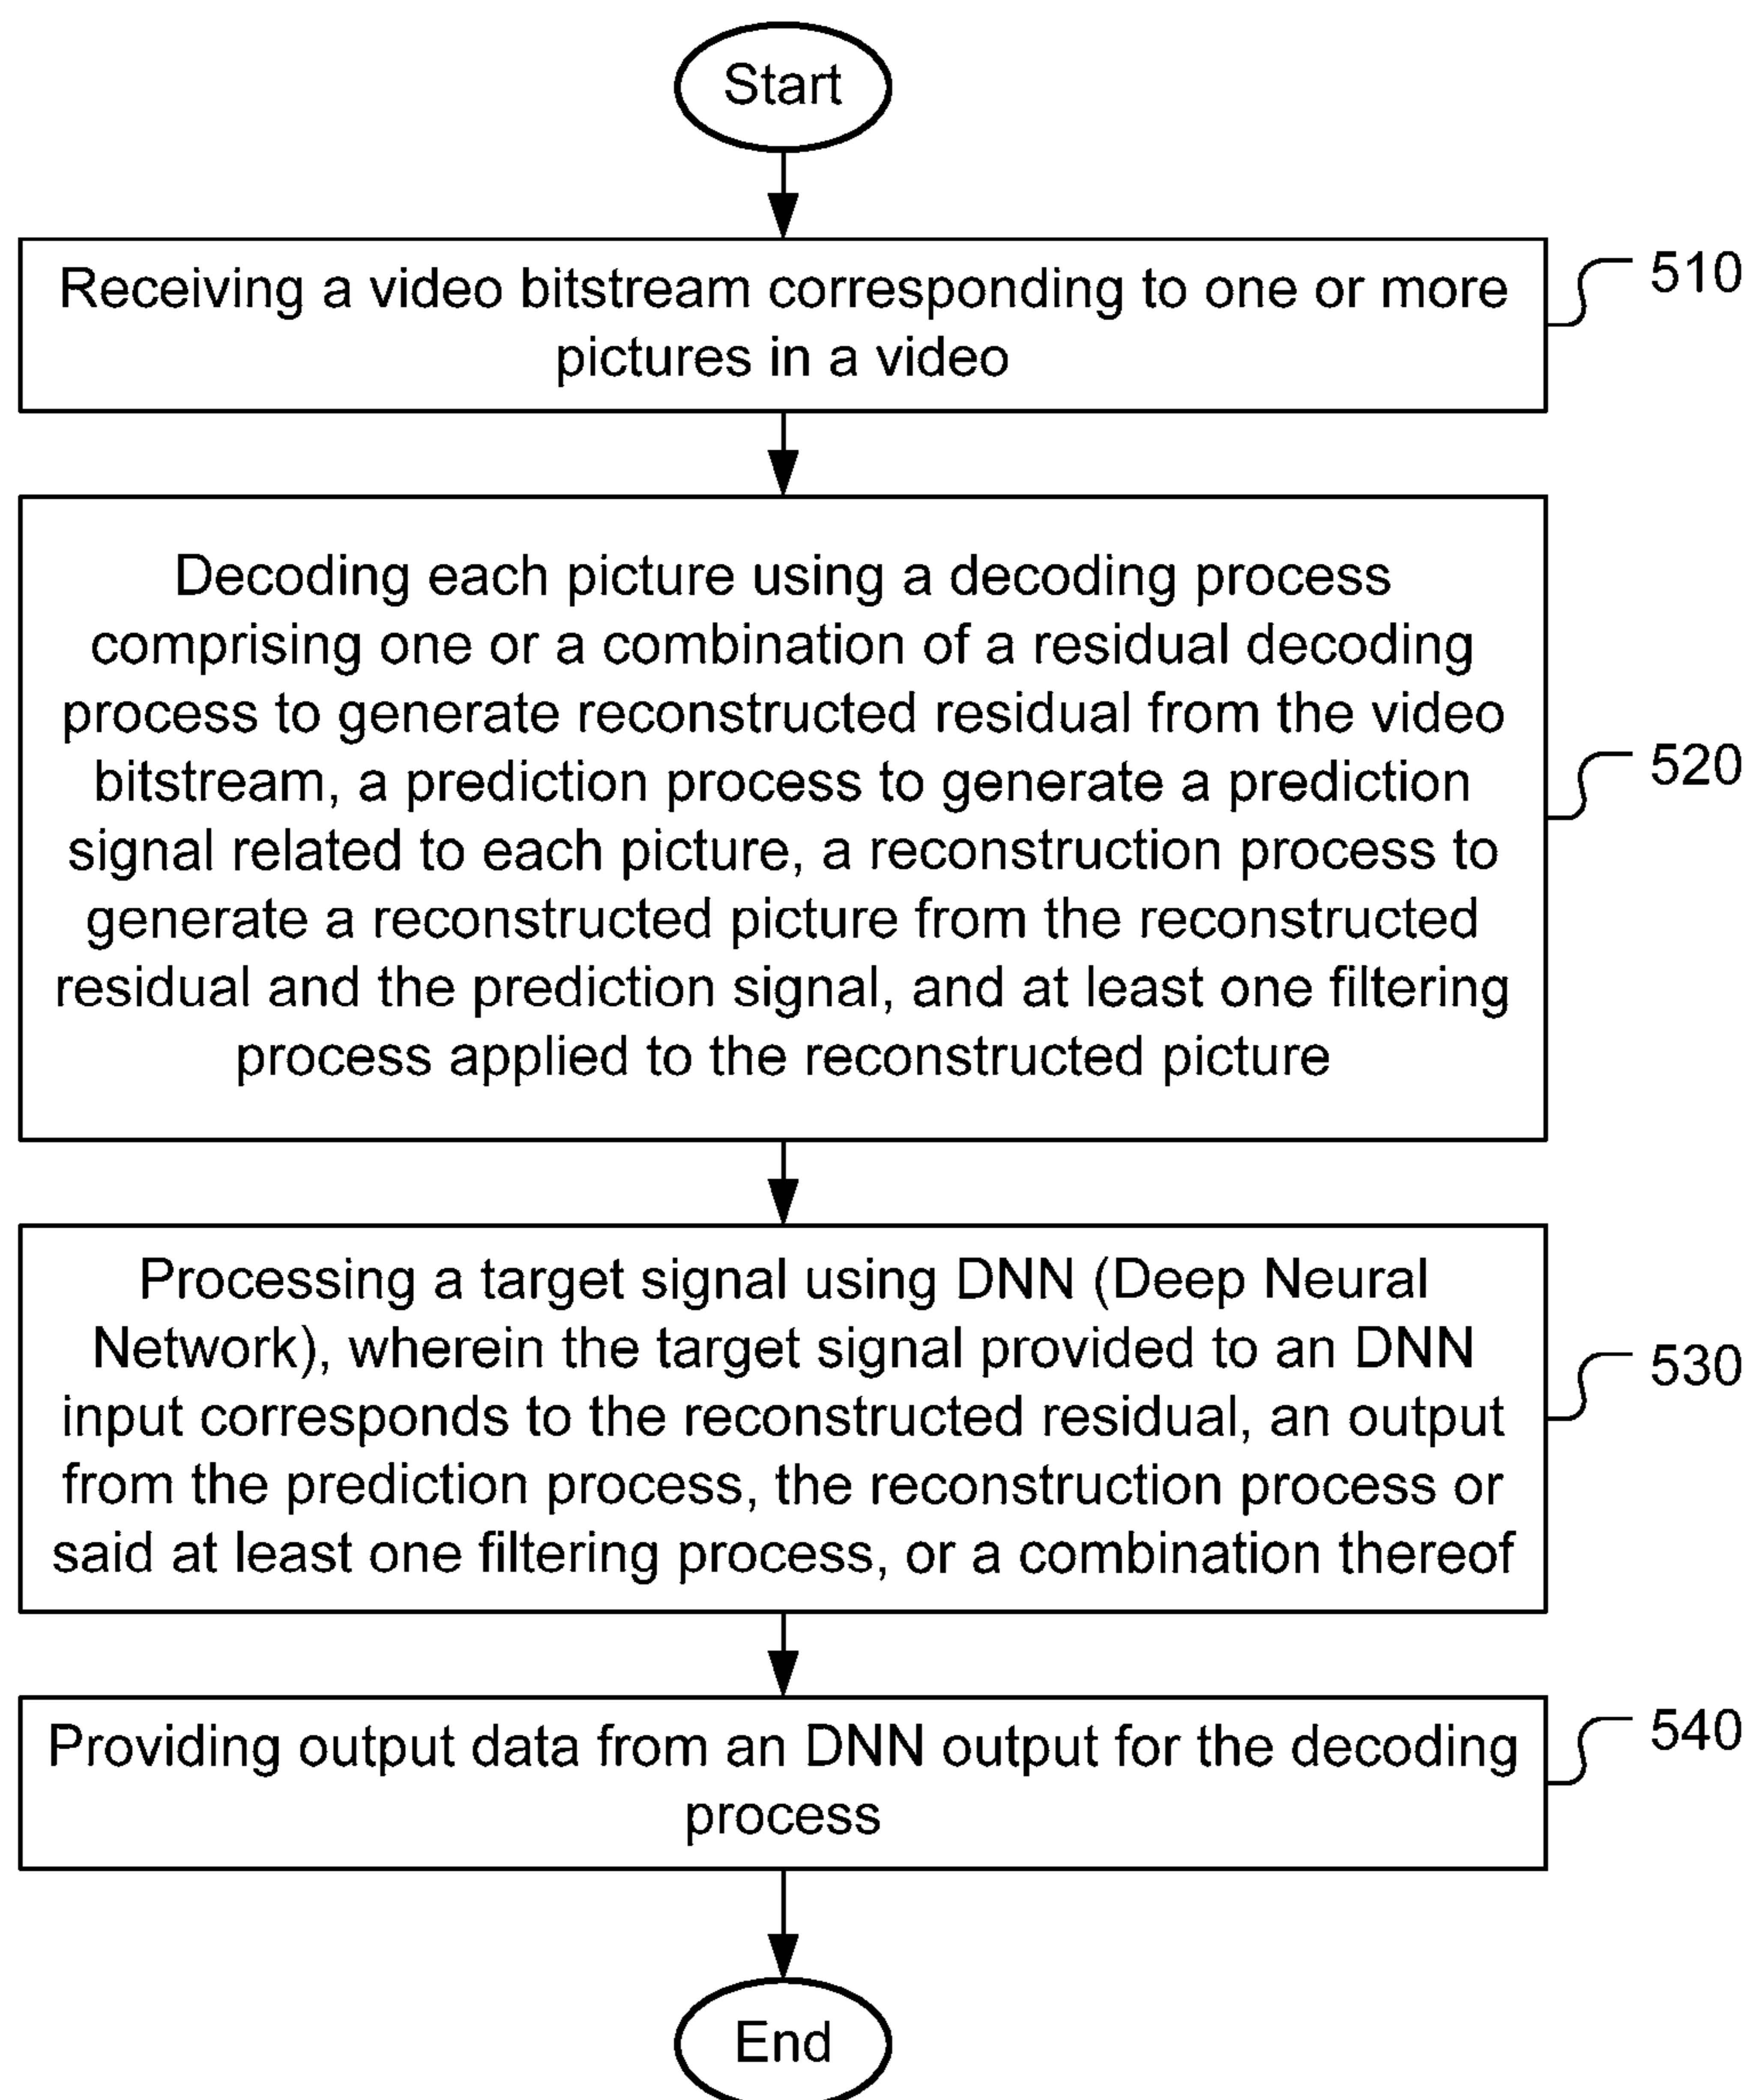 Start
Receiving a video bitstream corresponding to one or more
pictures in a video
510
Decoding each picture using a decoding process
comprising one or a combination of a residual decoding
process to generate reconstructed residual from the video
bitstream, a prediction process to generate a prediction
signal related to each picture, a reconstruction process to
generate a reconstructed picture from the reconstructed
residual and the prediction signal, and at least one filtering
process applied to the reconstructed picture
520
Processing a target signal using DNN (Deep Neural
Network), wherein the target signal provided to an DNN
input corresponds to the reconstructed residual, an output
from the prediction process, the reconstruction process or
said at least one filtering process, or a combination thereof
530
Providing output data from an DNN output for the decoding
process
540
End